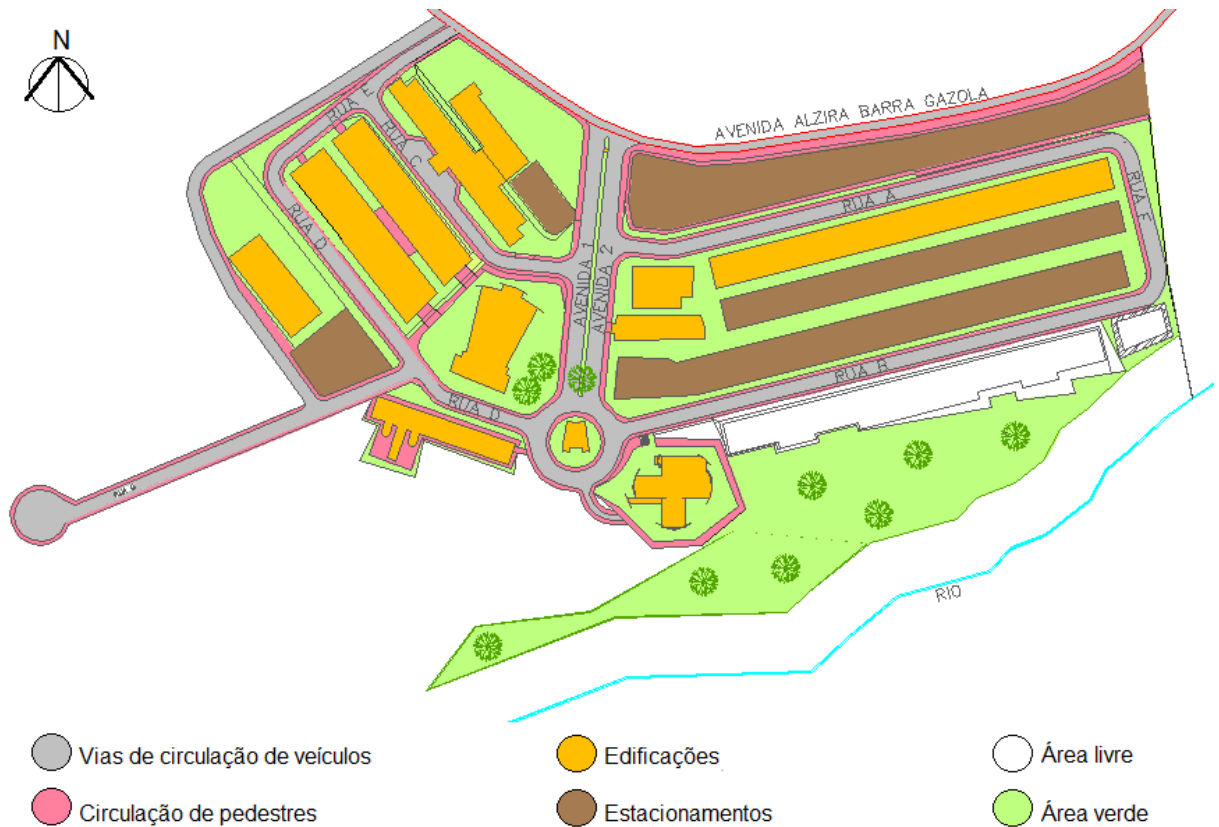 N
AVENIDA ALZIRA BARRA GAZOLA
RUA E
RUA C
RUA D
RUA A
RUA F
AVENIDA 1
AVENIDA 2
RUA B
RUA D
RUA G
RIO
Vias de circulação de veículos
Edificações
Área livre
Circulação de pedestres
Estacionamentos
Área verde